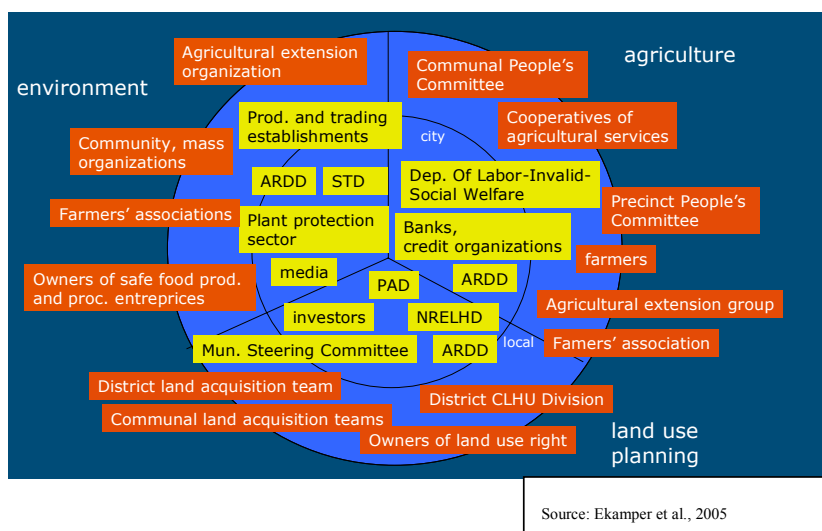 Agricultural extension
organization
agriculture
Communal People's
Committee
environment
Prod. and trading
establishments
city
Cooperatives of
agricultural services
Community, mass
organizations
ARDD
STD
Dep. Of Labor-Invalid-
Social Welfare
Precinct People's
Committee
Farmers' associations
Plant protection
sector
Banks,
credit organizations
farmers
media
PAD
ARDD
Owners of safe food prod.
and proc. entreprices
Agricultural extension group
investors
NRELHD
Mun. Steering Committee
ARDD
local
Famers' association
District land acquisition team
District CLHU Division
Communal land acquisition teams
Owners of land use right
land use
planning
Source: Ekamper et al., 2005